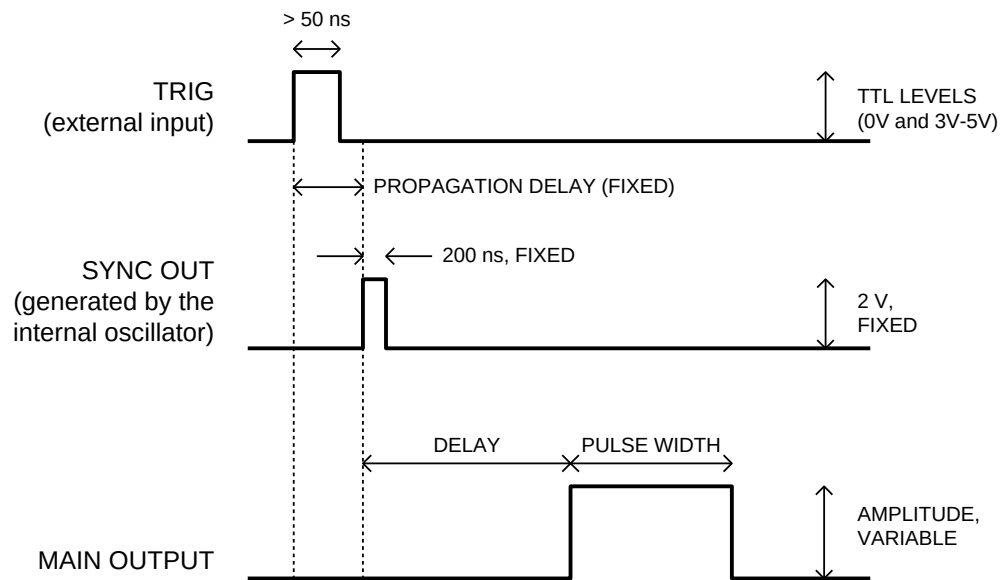 > 50 ns
TRIG
(external input)
TTL LEVELS
(0V and 3V-5V)
PROPAGATION DELAY (FIXED)
200 ns, FIXED
SYNC OUT
(generated by the
internal oscillator)
2 V,
FIXED
DELAY
PULSE WIDTH
AMPLITUDE,
VARIABLE
MAIN OUTPUT